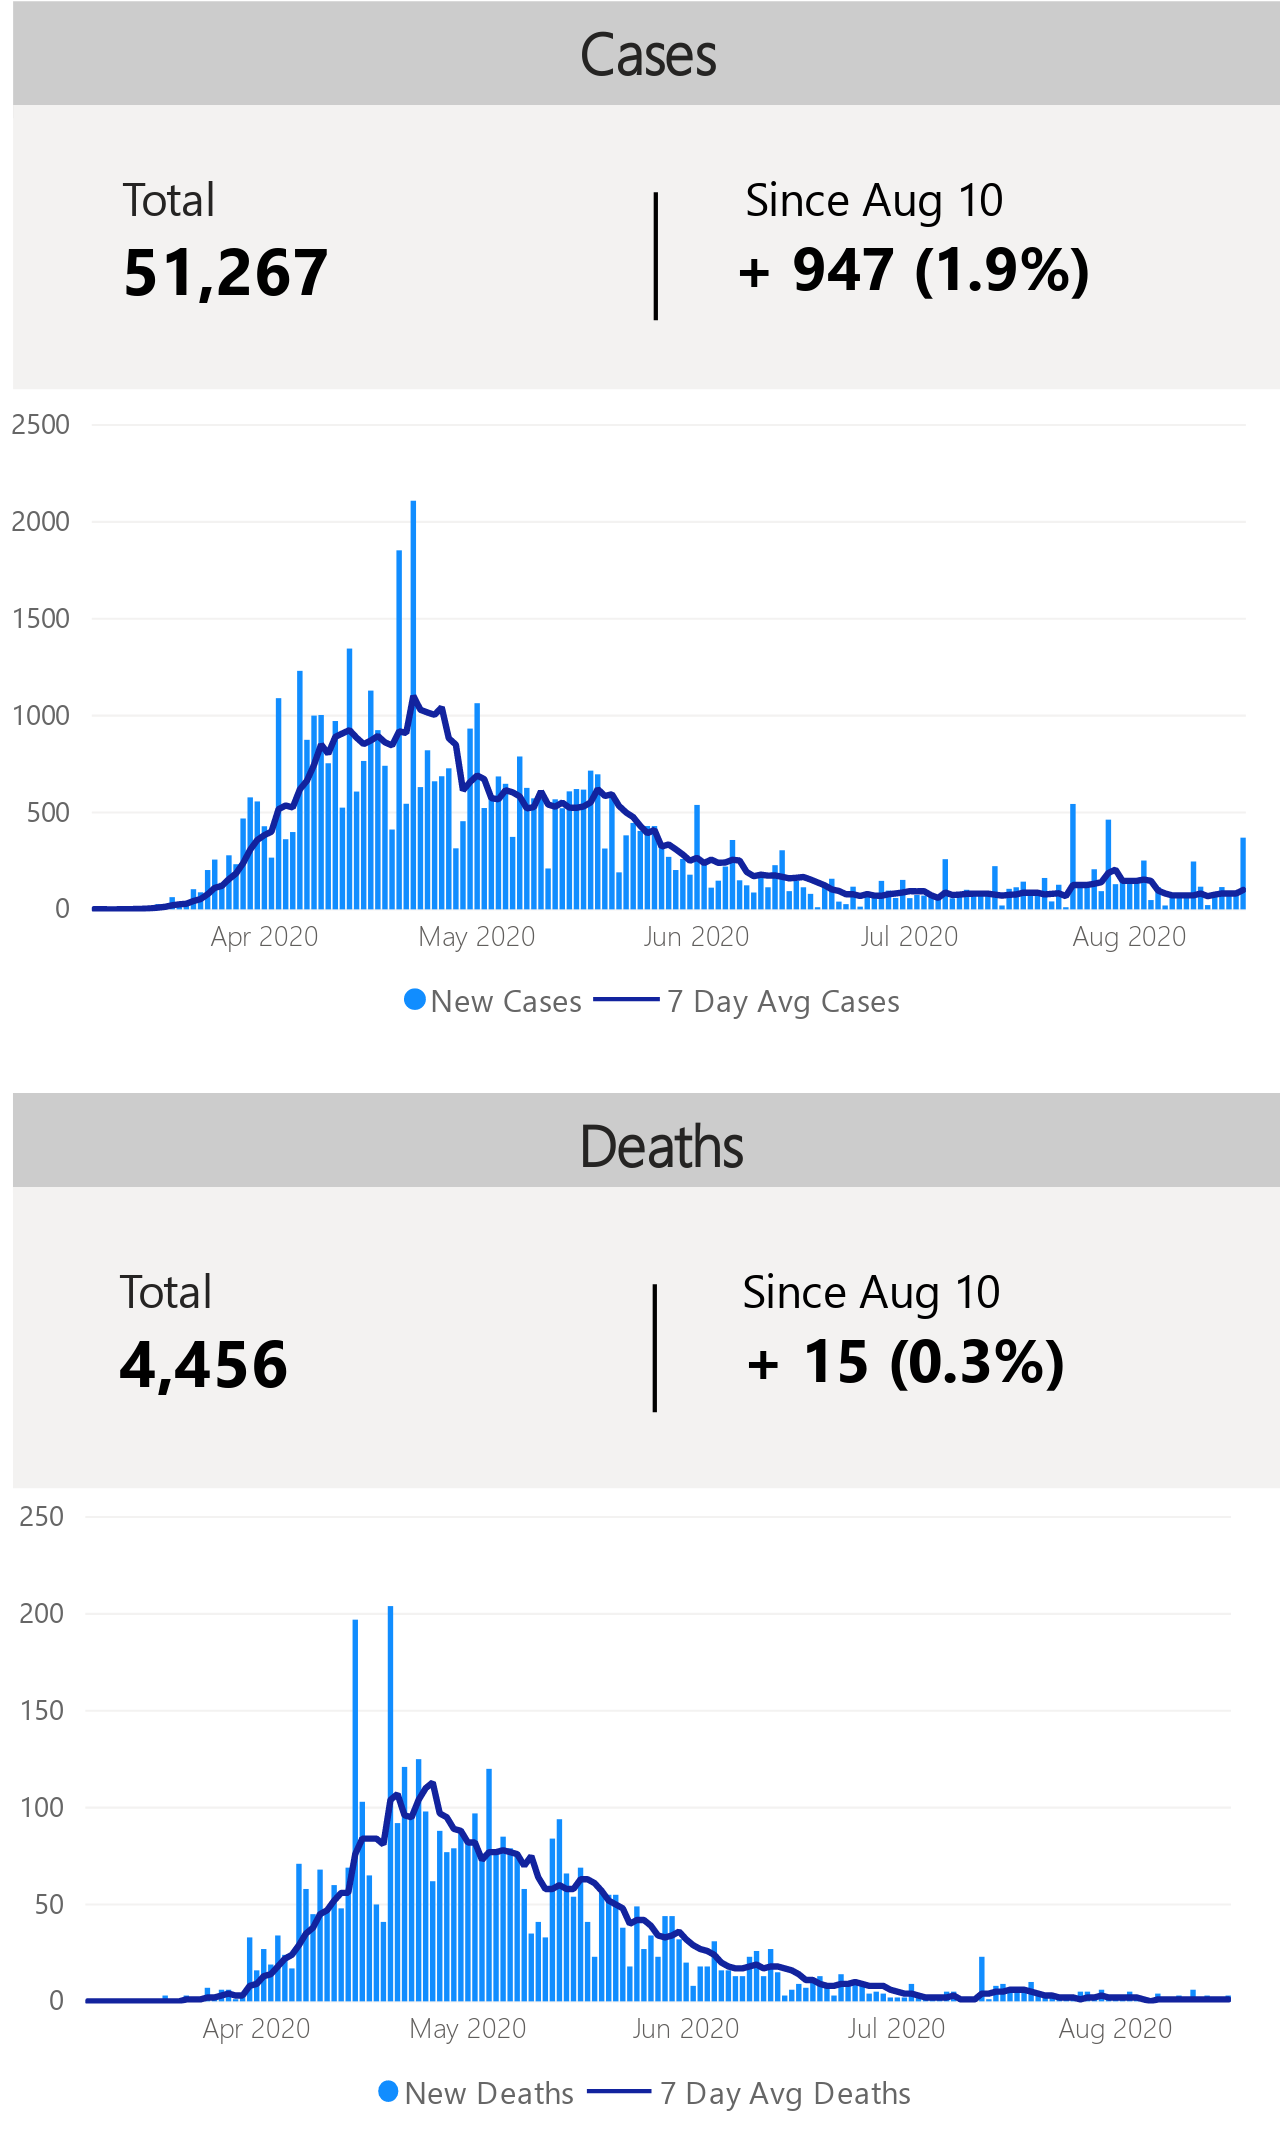 Cases
Total
Since Aug 10
51,267
+ 947 (1.9%)
2500
2000
1500
1000
500
0
Apr 2020
May 2020
Jun 2020
Jul 2020
Aug 2020
New Cases
7 Day Avg Cases
Deaths
Total
Since Aug 10
4,456
+ 15 (0.3%)
250
200
150
100
50
0
Apr 2020
May 2020
Jun 2020
Jul 2020
Aug 2020
New Deaths
7 Day Avg Deaths